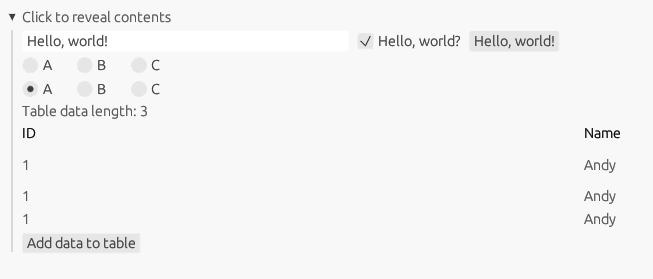 Click to reveal contents
Hello, world! Hello, world? Hello, world!
A B C
A B C
Table data length: 3
ID Name
1 Andy
1 Andy
1 Andy
Add data to table